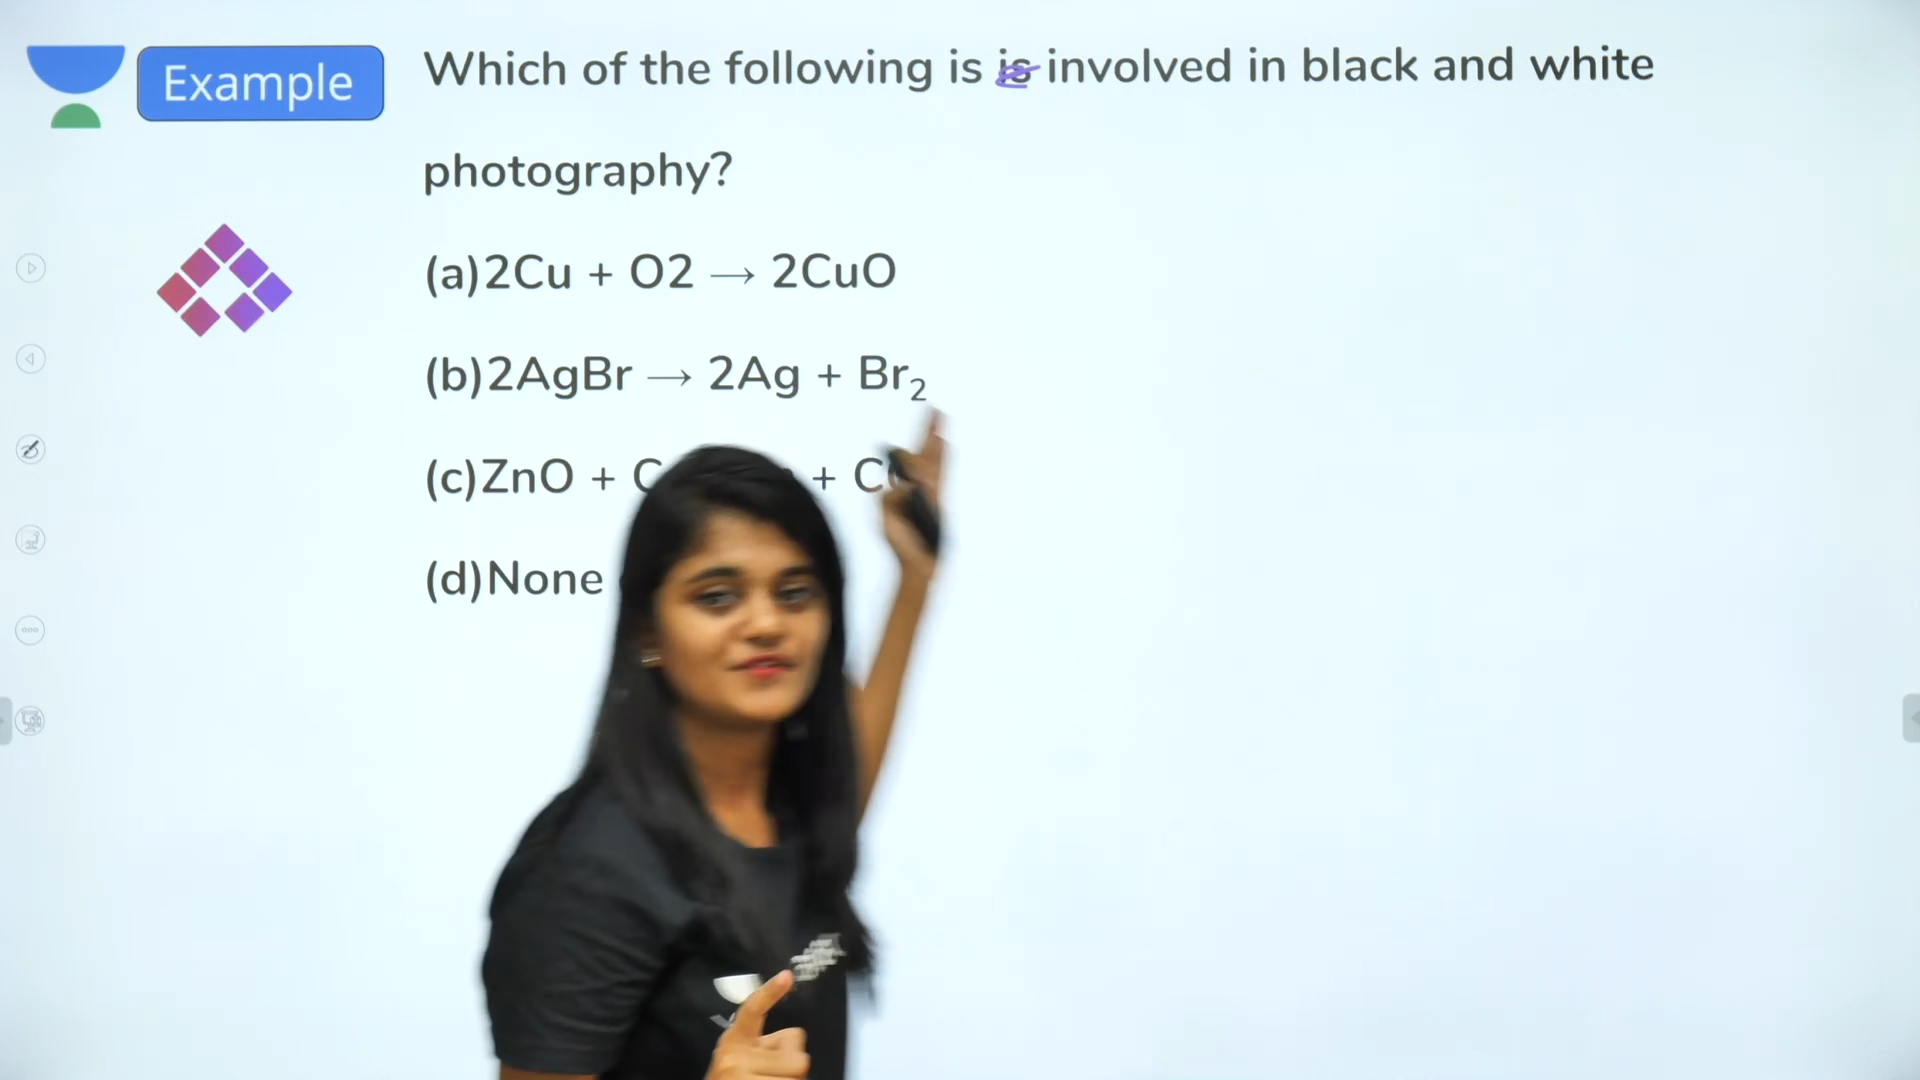 Example
Which of the following is is involved in black and white
photography?
(a)2Cu + O2 → 2CuO
(b)2AgBr → 2Ag + Br₂
(c)ZnO + C + C
(d)None